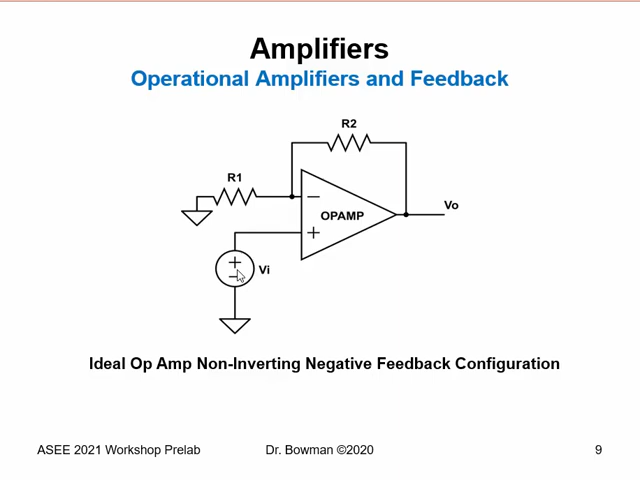 Amplifiers
Operational Amplifiers and Feedback
R2
R1
−
OPAMP
Vo
+
+
−
Vi
Ideal Op Amp Non-Inverting Negative Feedback Configuration
ASEE 2021 Workshop Prelab
Dr. Bowman ©2020
9